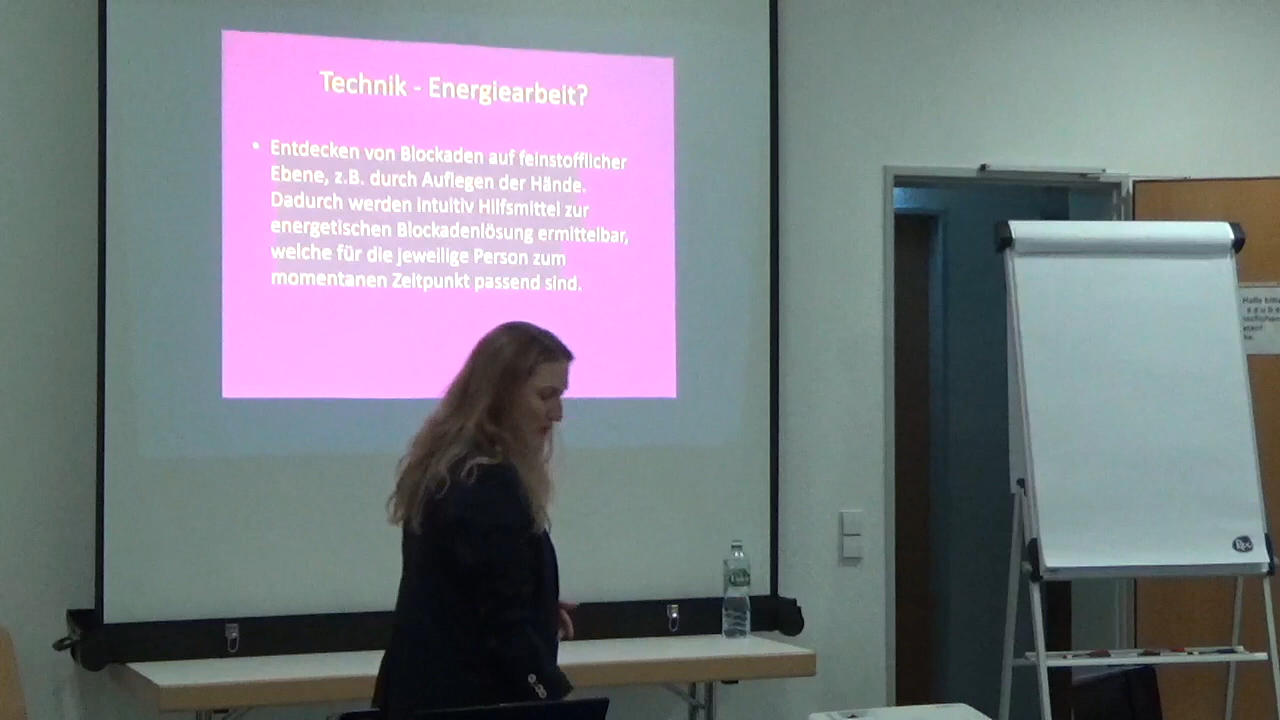 Technik - Energiearbeit?
• Entdecken von Blockaden auf feinstofflicher
Ebene, z.B. durch Auflegen der Hände.
Dadurch werden intuitiv Hilfsmittel zur
energetischen Blockadenlösung ermittelbar,
welche für die jeweilige Person zum
momentanen Zeitpunkt passend sind.